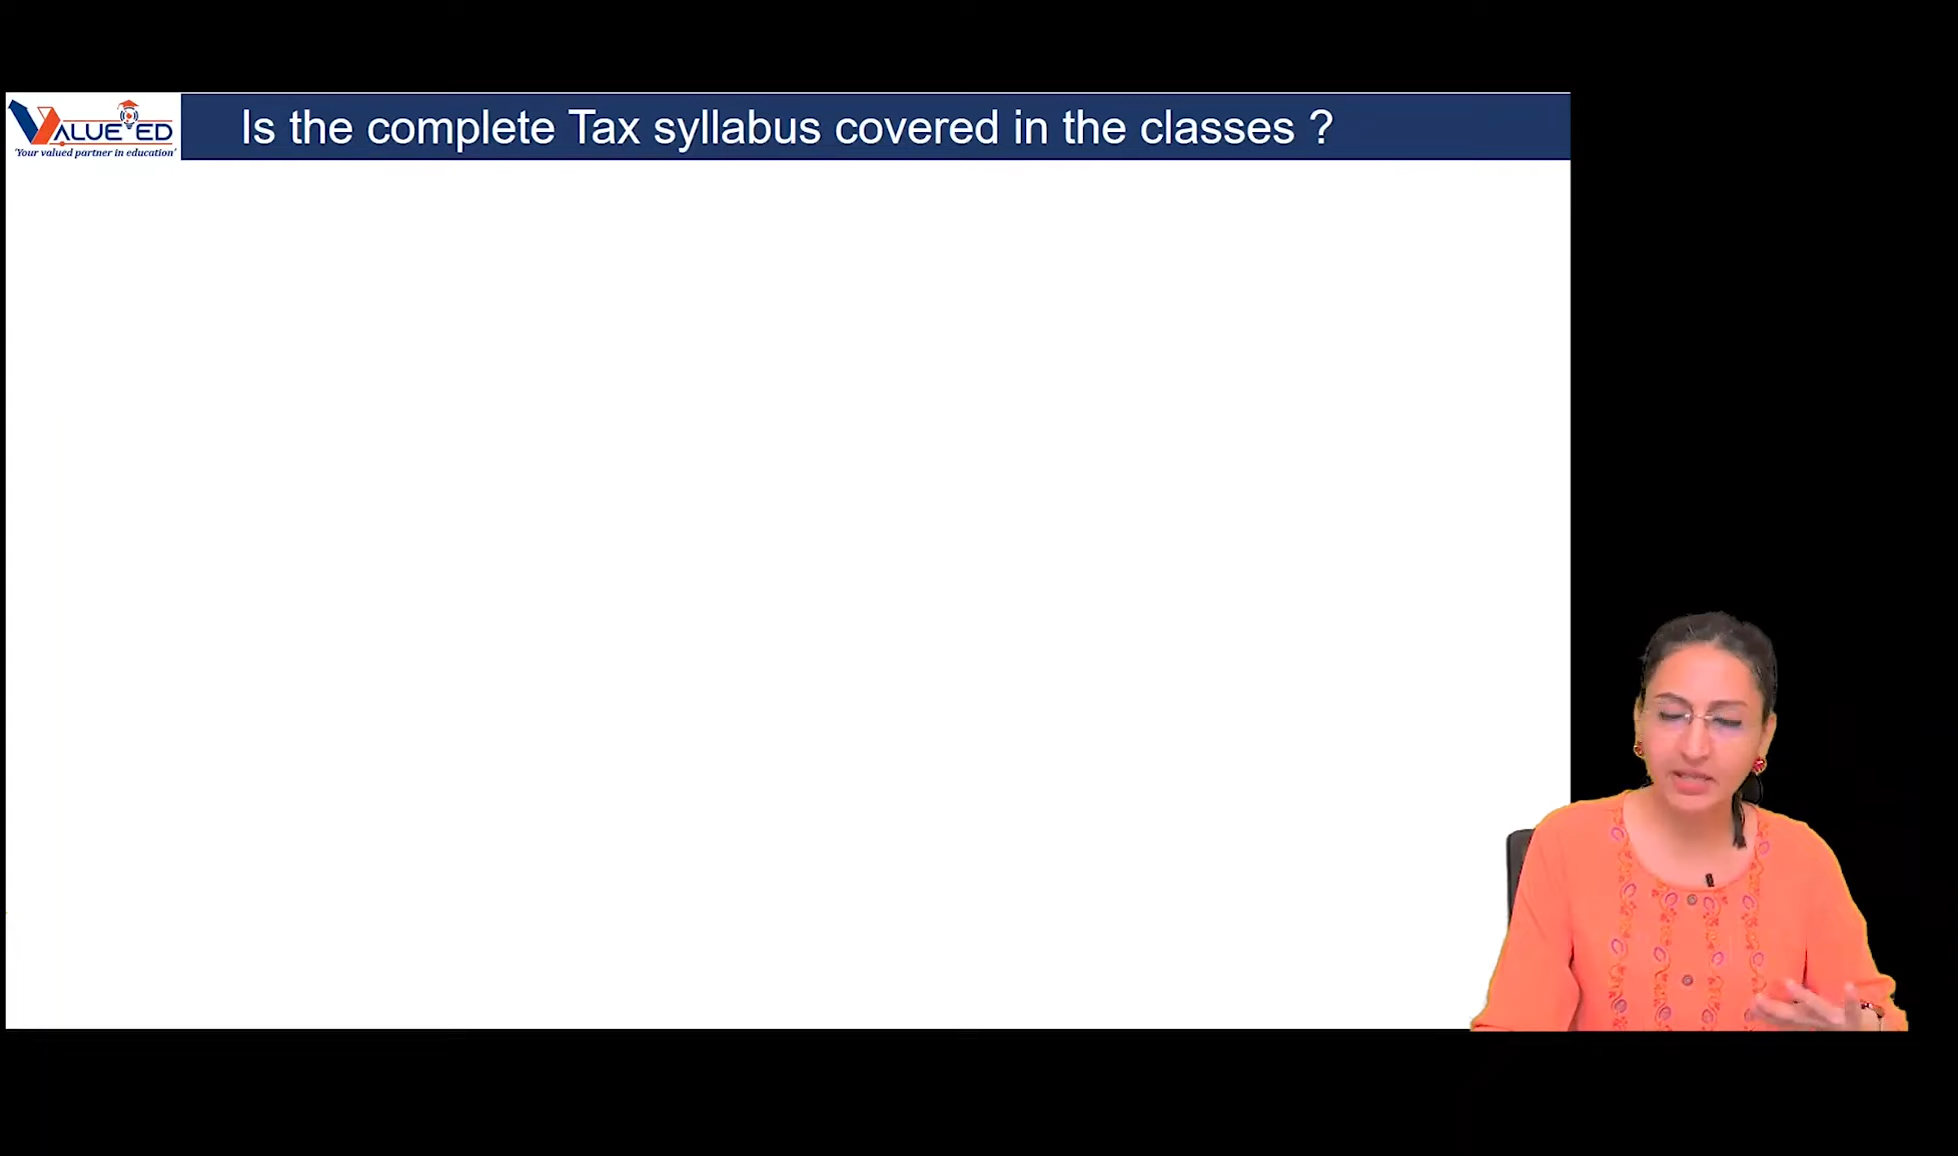 VALUE ED
'Your valued partner in education'
Is the complete Tax syllabus covered in the classes ?